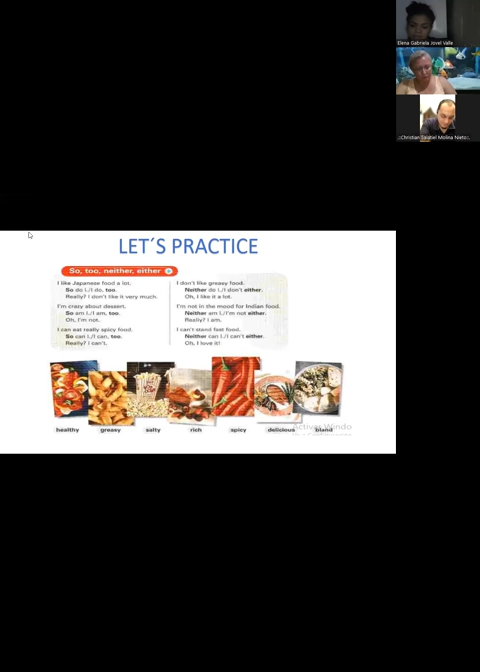 Elena Gabriela Jovel Valle
Christian Salatiel Molina Nieto
LET´S PRACTICE
So, too, neither, either
I like Japanese food a lot.
So do I./I do, too.
Really? I don't like it very much.
I'm crazy about dessert.
So am I./I am, too.
Oh, I'm not.
I can eat really spicy food.
So can I./I can, too.
Really? I can't.
I don't like greasy food.
Neither do I./I don't either.
Oh, I like it a lot.
I'm not in the mood for Indian food.
Neither am I./I'm not either.
Really? I am.
I can't stand fast food.
Neither can I./I can't either.
Oh, I love it!
healthy
greasy
salty
rich
spicy
delicious
bland
Activar Windo